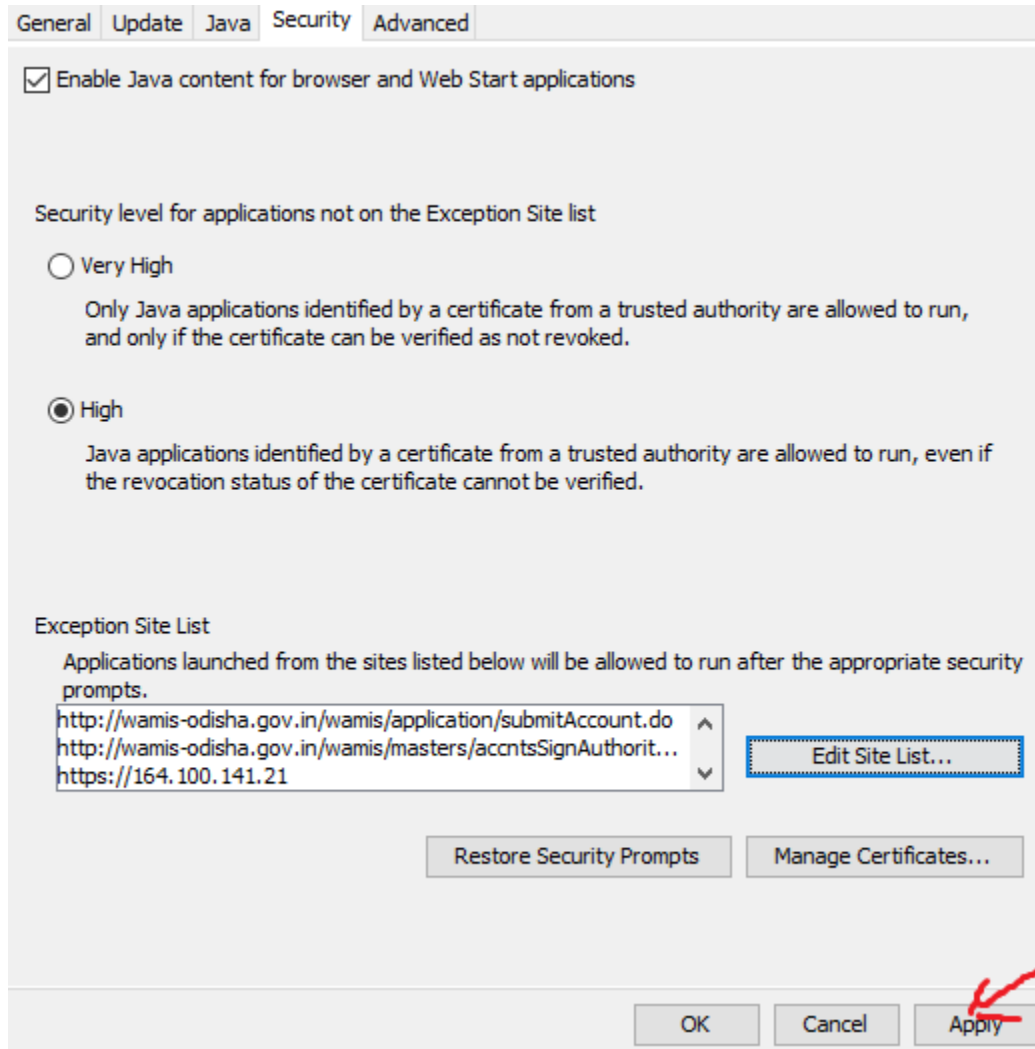 General Update Java Security Advanced
Enable Java content for browser and Web Start applications
Security level for applications not on the Exception Site list
Very High
Only Java applications identified by a certificate from a trusted authority are allowed to run,
and only if the certificate can be verified as not revoked.
High
Java applications identified by a certificate from a trusted authority are allowed to run, even if
the revocation status of the certificate cannot be verified.
Exception Site List
Applications launched from the sites listed below will be allowed to run after the appropriate security
prompts.
http://wamis-odisha.gov.in/wamis/application/submitAccount.do
http://wamis-odisha.gov.in/wamis/masters/accntsSignAuthorit...
https://164.100.141.21
Edit Site List...
Restore Security Prompts Manage Certificates...
OK Cancel Apply